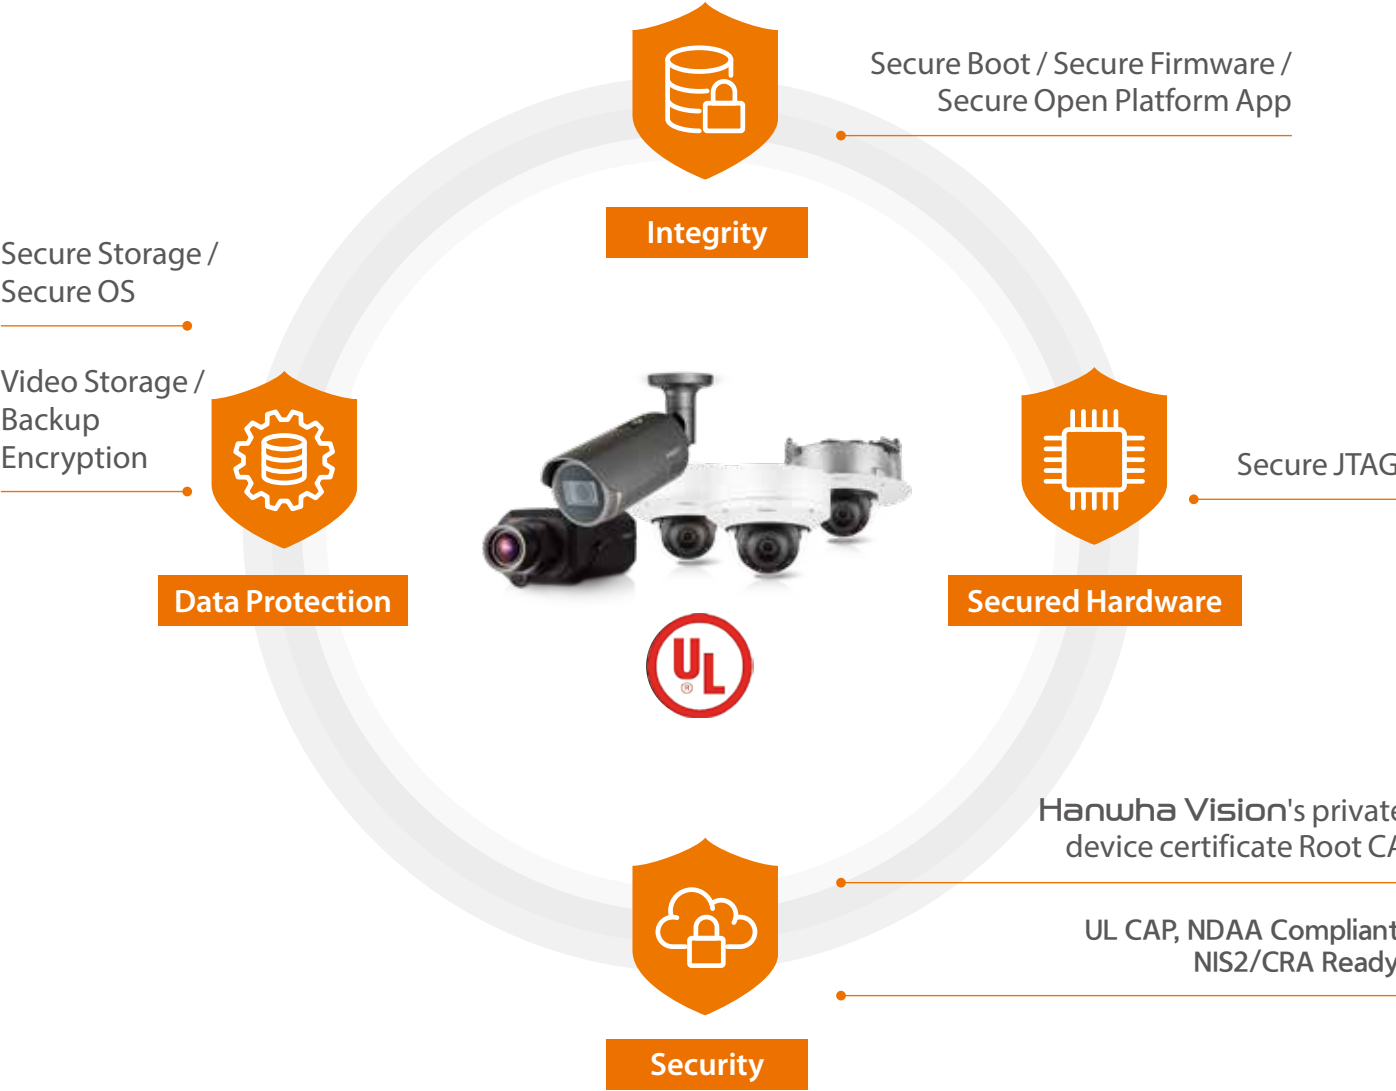 Secure Boot / Secure Firmware /
Secure Open Platform App
Integrity
Secure Storage /
Secure OS
Video Storage /
Backup
Encryption
Data Protection
Secure JTAG
Secured Hardware
UL
®
Hanwha Vision's private
device certificate Root CA
UL CAP, NDAA Compliant
NIS2/CRA Ready
Security